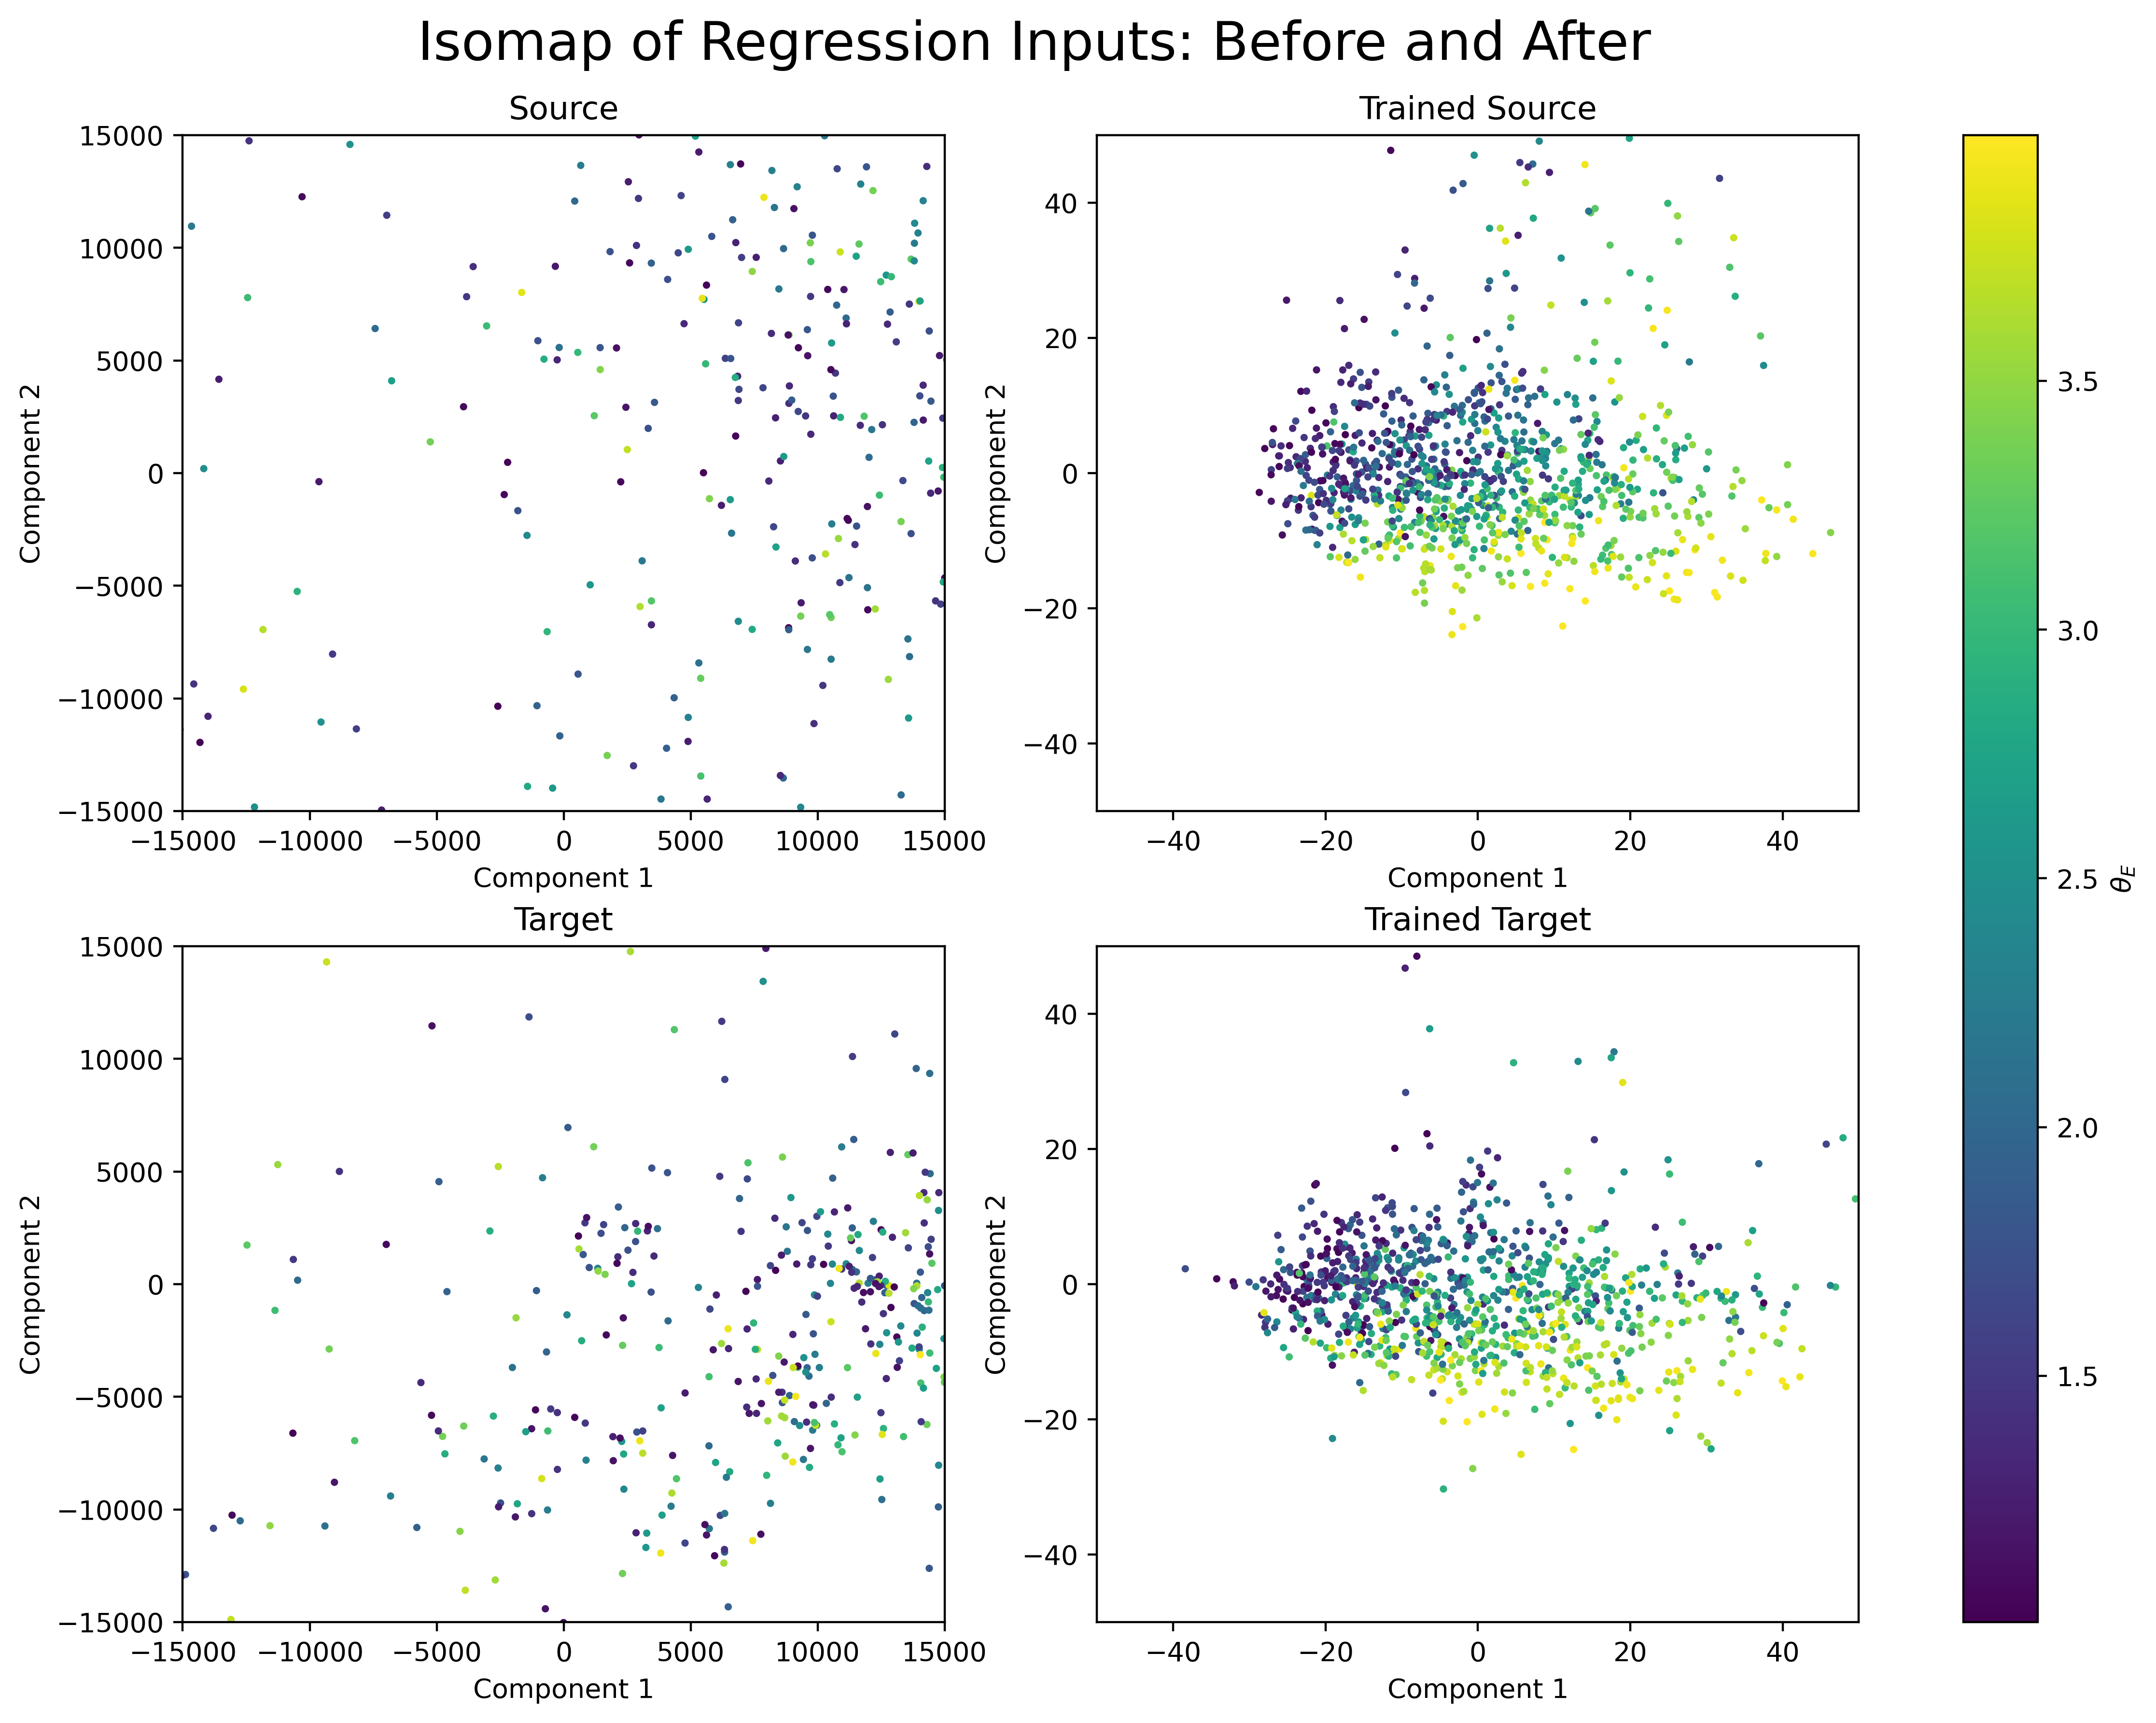 Isomap of Regression Inputs: Before and After
Source
15000
10000
5000
0
−5000
−10000
−15000
−15000 −10000 −5000 0 5000 10000 15000
Component 1
Component 2
Trained Source
40
20
0
−20
−40
−40 −20 0 20 40
Component 1
Component 2
Target
15000
10000
5000
0
−5000
−10000
−15000
−15000 −10000 −5000 0 5000 10000 15000
Component 1
Component 2
Trained Target
40
20
0
−20
−40
−40 −20 0 20 40
Component 1
Component 2
3.5
3.0
2.5
2.0
1.5
θ_E